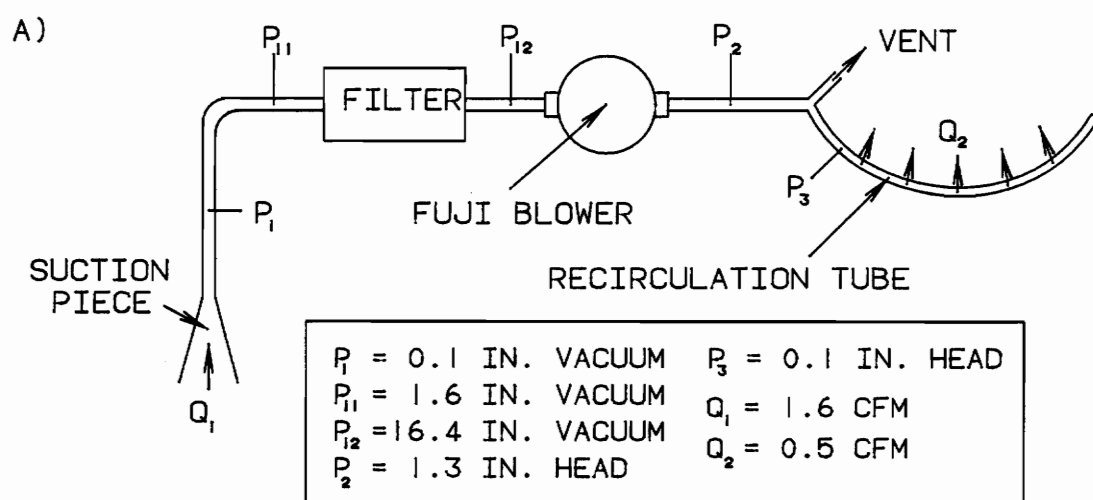 A)
P11
P12
P2
VENT
FILTER
Q2
P3
P1
FUJI BLOWER
SUCTION
PIECE
RECIRCULATION TUBE
Q1
P1 = 0.1 IN. VACUUM
P11 = 1.6 IN. VACUUM
P12 =16.4 IN. VACUUM
P2 = 1.3 IN. HEAD
P3 = 0.1 IN. HEAD
Q1 = 1.6 CFM
Q2 = 0.5 CFM